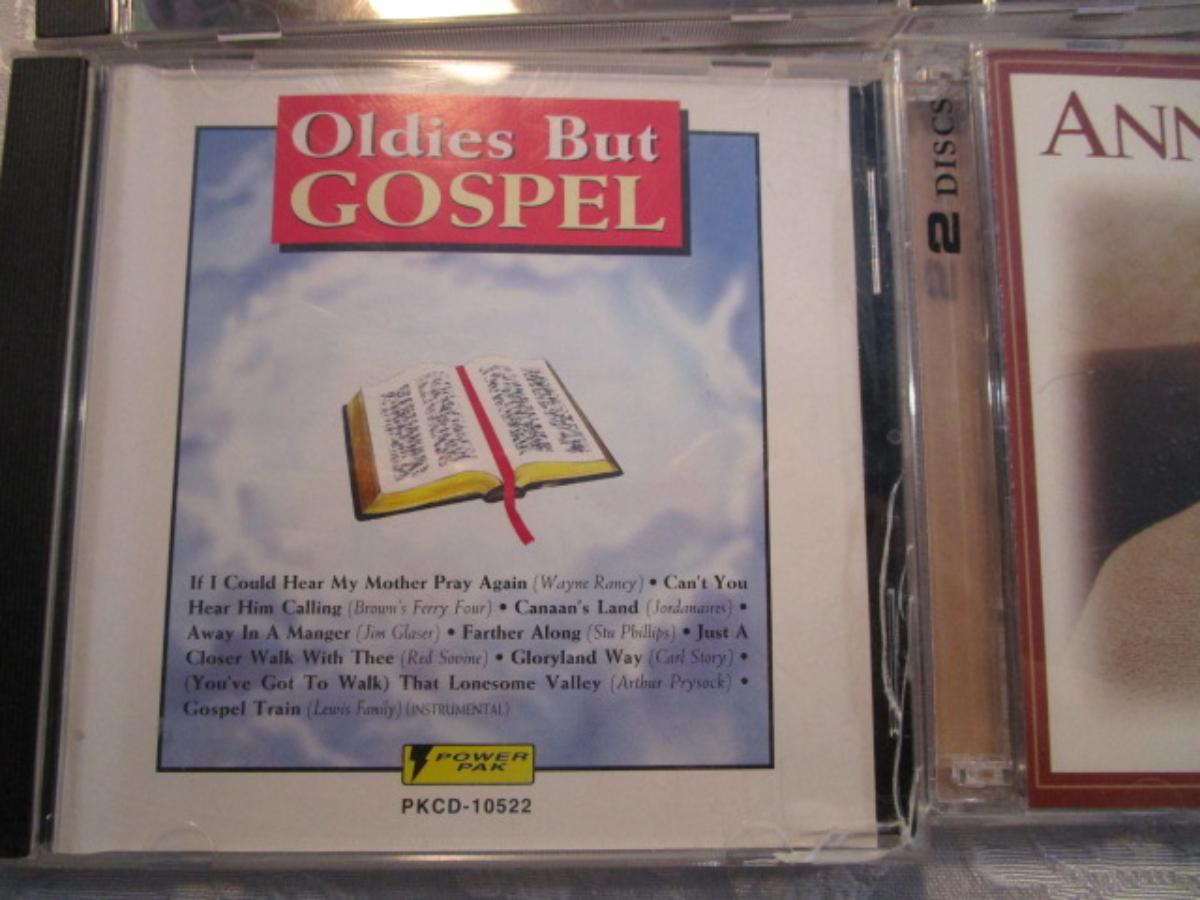 Oldies But
GOSPEL
If I Could Hear My Mother Pray Again (Wayne Raney) • Can't You
Hear Him Calling (Brown's Ferry Four) • Canaan's Land (Jordanaires) •
Away In A Manger (Jim Glaser) • Farther Along (Stu Phillips) • Just A
Closer Walk With Thee (Red Sovine) • Gloryland Way (Carl Story) •
(You've Got To Walk) That Lonesome Valley (Arthur Prysock) •
Gospel Train (Lewis Family) (INSTRUMENTAL)
POWER
PAK
PKCD-10522
2 DISCS
ANN